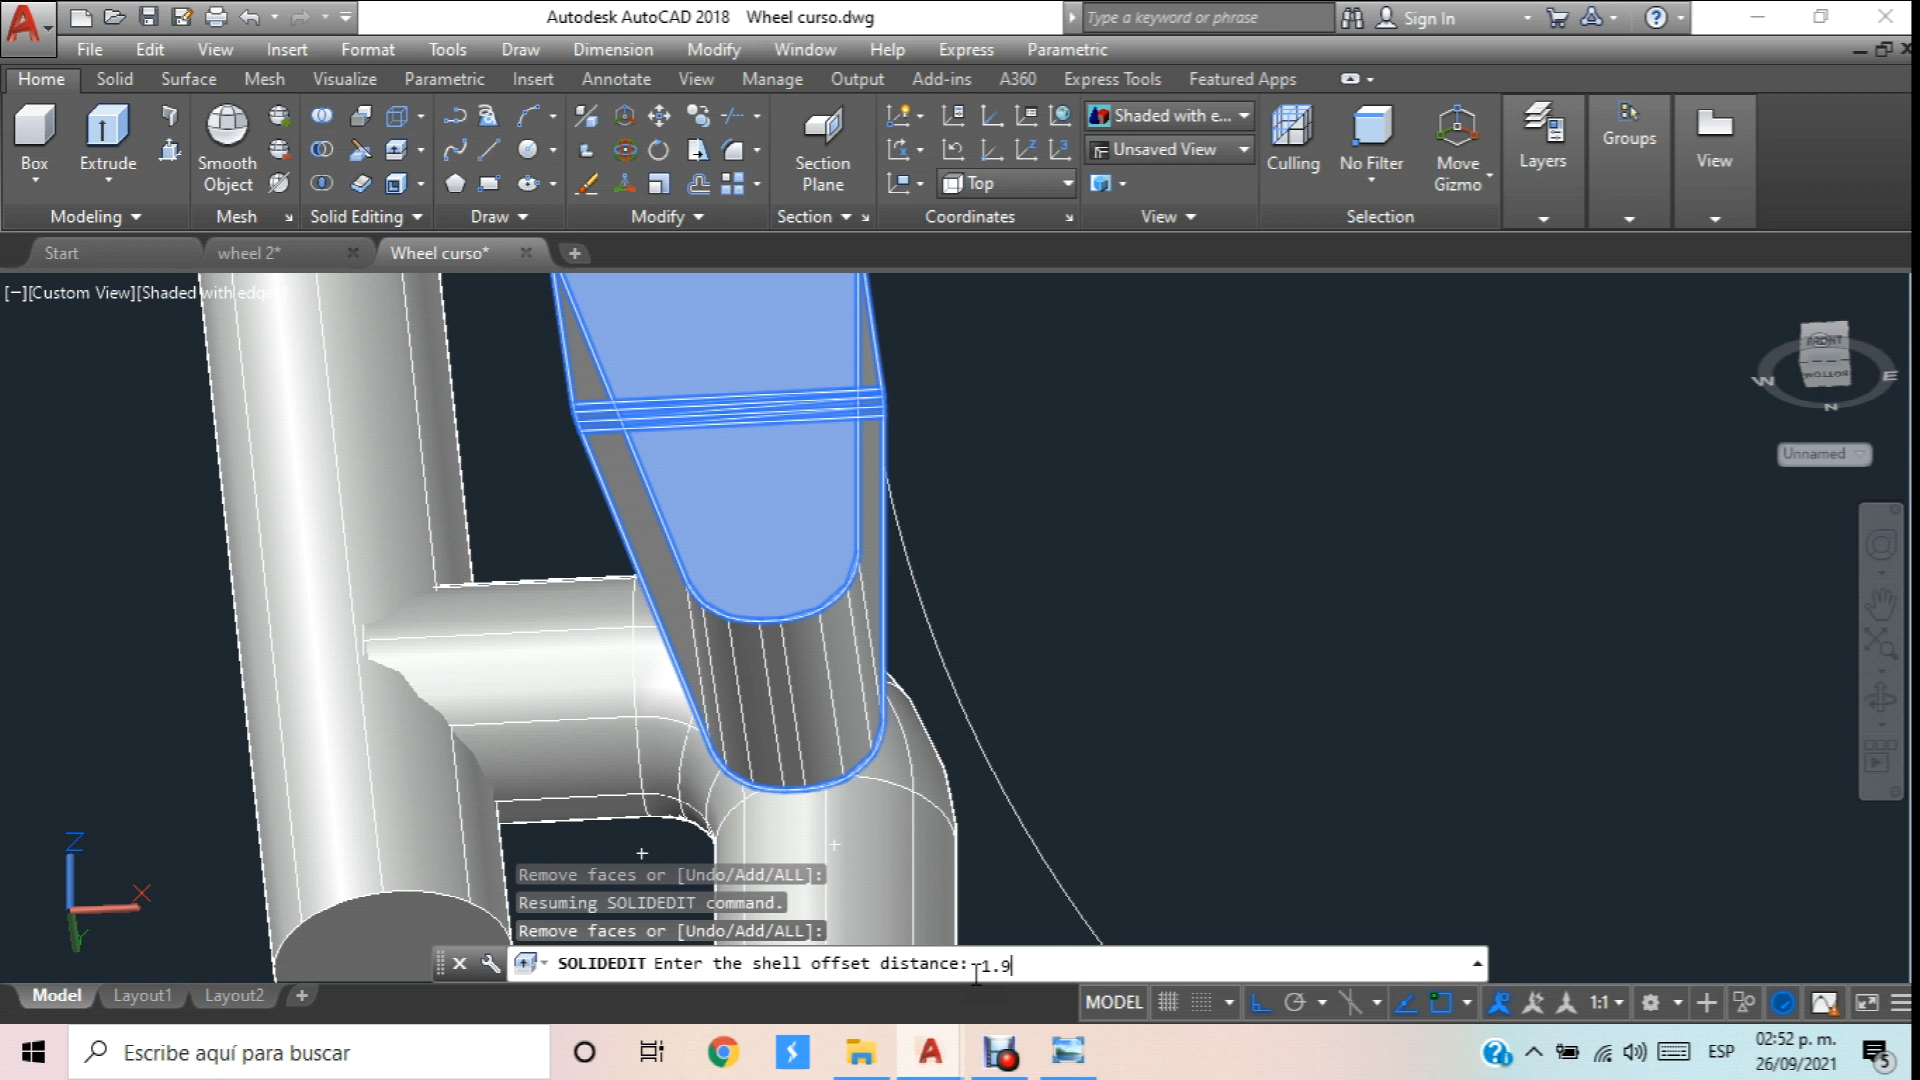 Autodesk AutoCAD 2018 Wheel curso.dwg
Type a keyword or phrase
Sign In
File Edit View Insert Format Tools Draw Dimension Modify Window Help Express Parametric
Home Solid Surface Mesh Visualize Parametric Insert Annotate View Manage Output Add-ins A360 Express Tools Featured Apps
Shaded with e...
Unsaved View
Box Extrude
Smooth Object
Section Plane
Top
Culling No Filter
Move Gizmo
Layers Groups View
Modeling Mesh Solid Editing Draw Modify Section Coordinates View Selection
Start wheel 2* Wheel curso*
[−][Custom View][Shaded with edge
FRONT
BOTTOM
W E
N
Unnamed
Z
X
Y
Remove faces or [Undo/Add/ALL]:
Resuming SOLIDEDIT command.
Remove faces or [Undo/Add/ALL]:
SOLIDEDIT Enter the shell offset distance: 1.9
Model Layout1 Layout2
MODEL 1:1
Escribe aquí para buscar
ESP
02:52 p. m.
26/09/2021
5